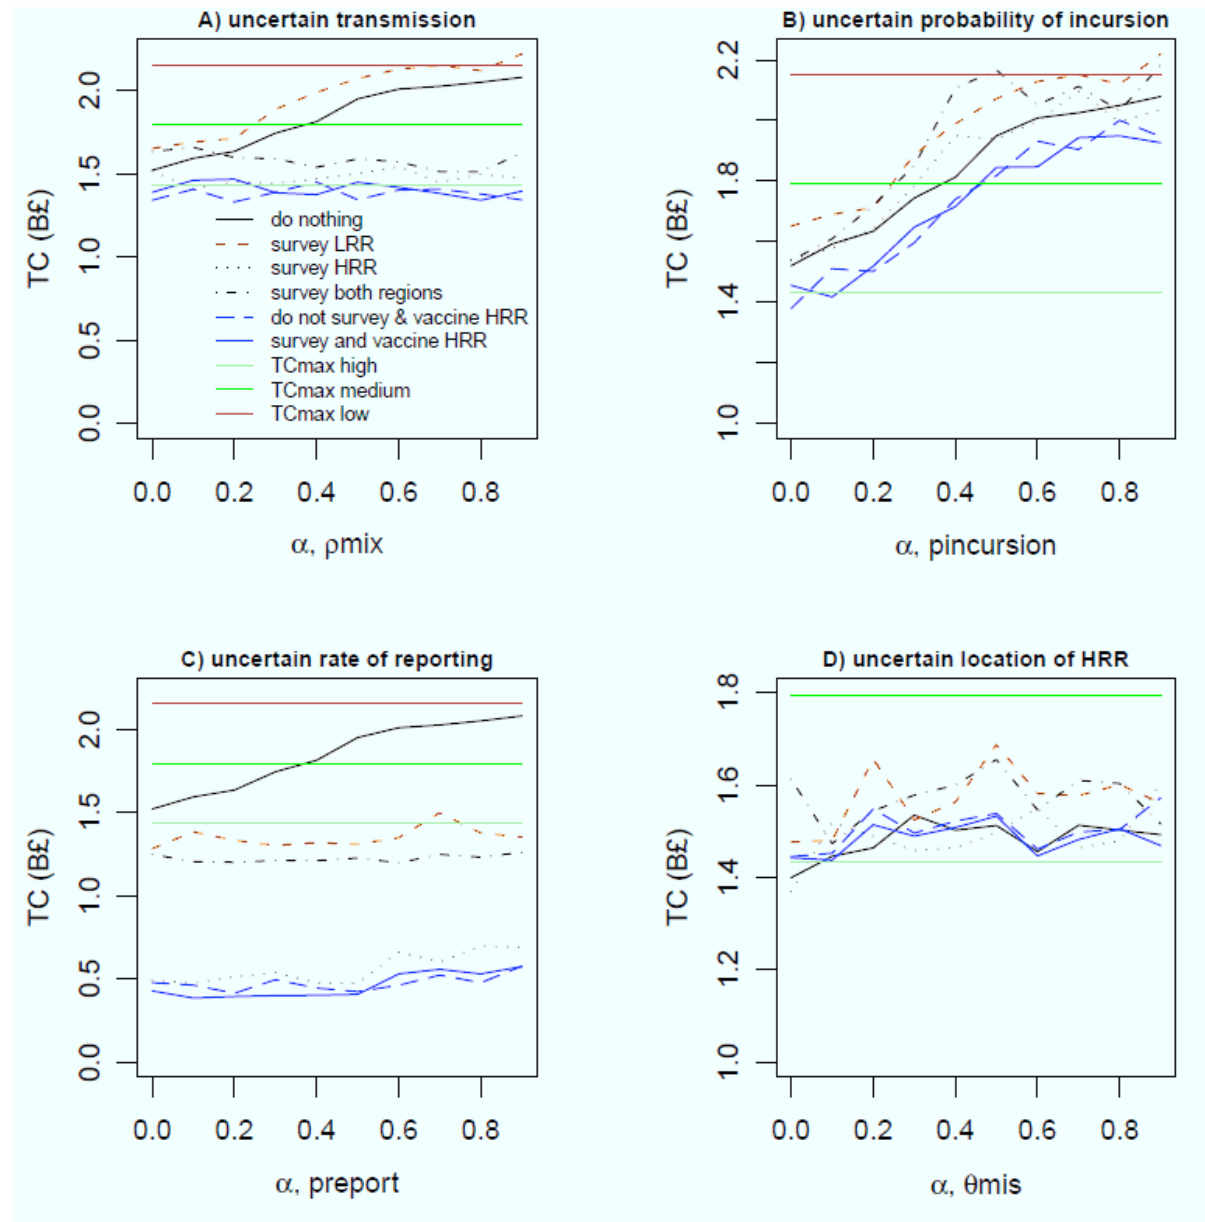 A) uncertain transmission
TC (B£)
2.0
1.5
1.0
0.5
0.0
do nothing
survey LRR
survey HRR
survey both regions
do not survey & vaccine HRR
survey and vaccine HRR
TCmax high
TCmax medium
TCmax low
0.0 0.2 0.4 0.6 0.8
α, ρmix
B) uncertain probability of incursion
TC (B£)
2.2
1.8
1.4
1.0
0.0 0.2 0.4 0.6 0.8
α, pincursion
C) uncertain rate of reporting
TC (B£)
2.0
1.5
1.0
0.5
0.0
0.0 0.2 0.4 0.6 0.8
α, preport
D) uncertain location of HRR
TC (B£)
1.8
1.6
1.4
1.2
1.0
0.0 0.2 0.4 0.6 0.8
α, θmis